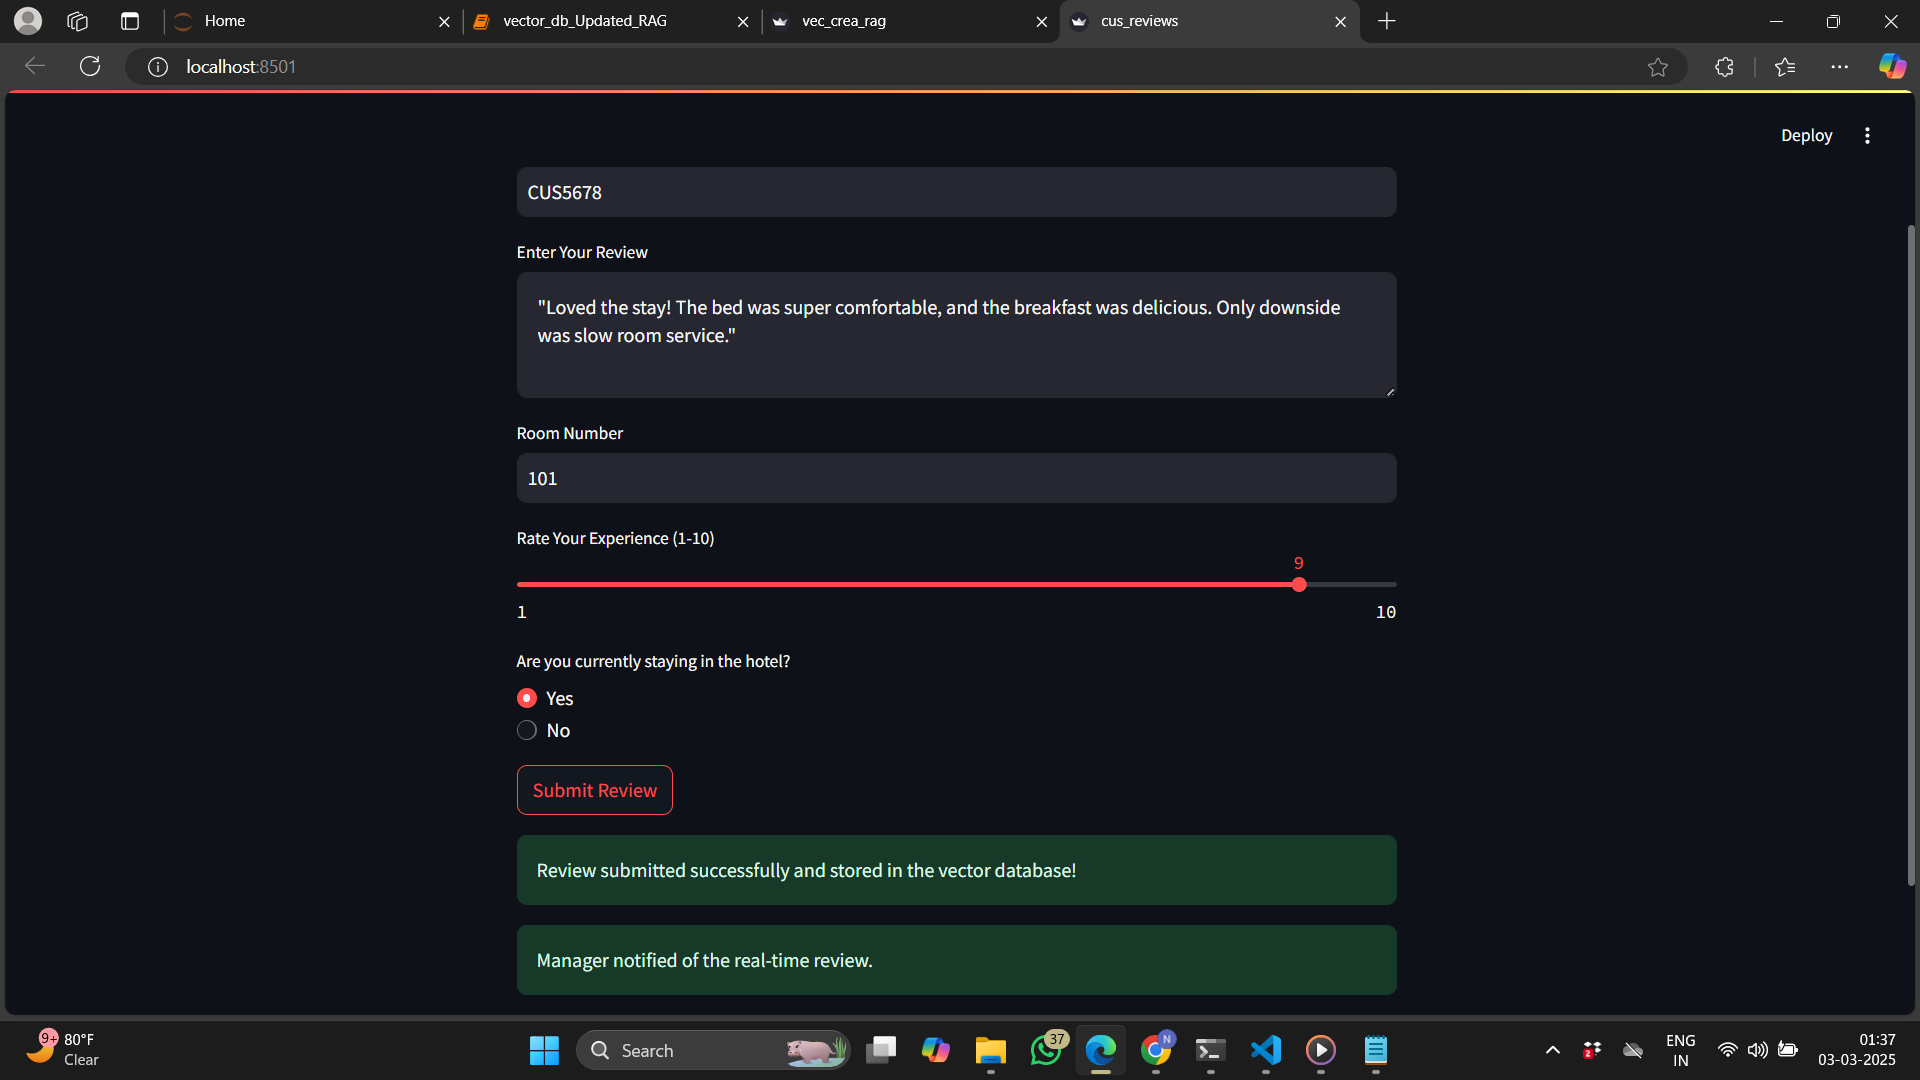 Home
vector_db_Updated_RAG
vec_crea_rag
cus_reviews
localhost:8501
Deploy
CUS5678
Enter Your Review
"Loved the stay! The bed was super comfortable, and the breakfast was delicious. Only downside
was slow room service."
Room Number
101
Rate Your Experience (1-10)
9
1
10
Are you currently staying in the hotel?
Yes
No
Submit Review
Review submitted successfully and stored in the vector database!
Manager notified of the real-time review.
9+
80°F
Clear
Search
37
N
2
ENG
IN
01:37
03-03-2025